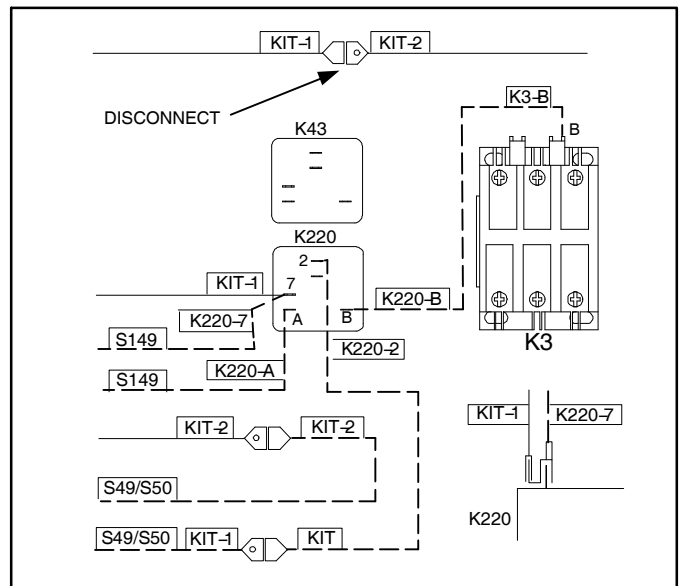 KIT-1 KIT-2
DISCONNECT
K3-B
B
K43
K220
2
7
KIT-1
K220-7
A
B
K220-B
S149
K220-A
K220-2
S149
K3
KIT-2 KIT-2
KIT-1 K220-7
S49/S50
K220
S49/S50 KIT-1 KIT